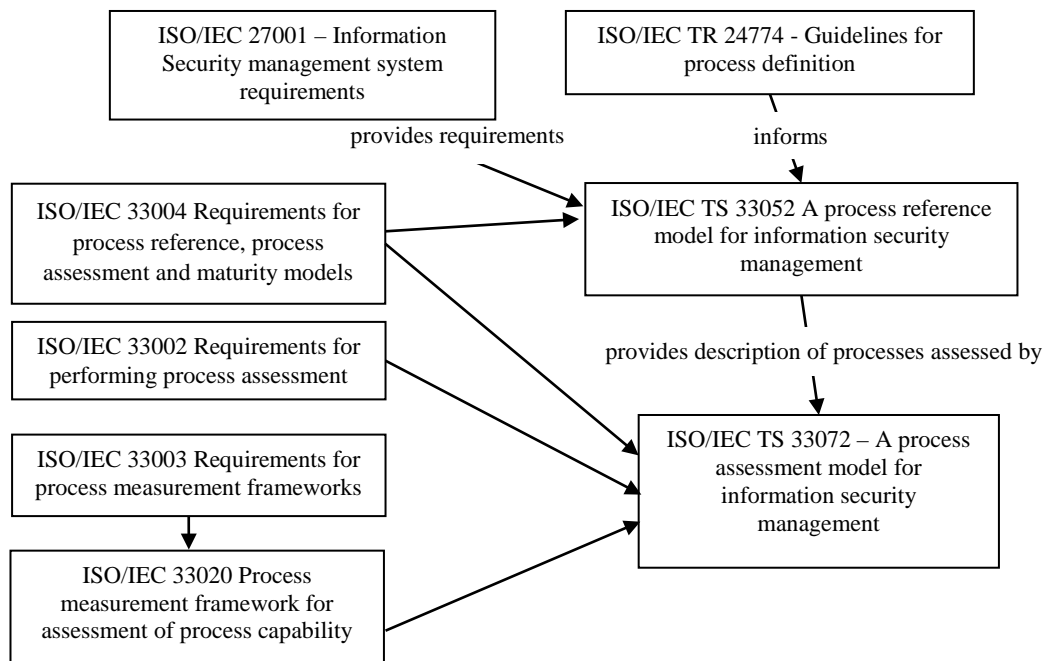 ISO/IEC 27001 – Information
Security management system
requirements
ISO/IEC TR 24774 - Guidelines for
process definition
provides requirements
informs
ISO/IEC 33004 Requirements for
process reference, process
assessment and maturity models
ISO/IEC TS 33052 A process reference
model for information security
management
ISO/IEC 33002 Requirements for
performing process assessment
provides description of processes assessed by
ISO/IEC 33003 Requirements for
process measurement frameworks
ISO/IEC TS 33072 – A process
assessment model for
information security
management
ISO/IEC 33020 Process
measurement framework for
assessment of process capability